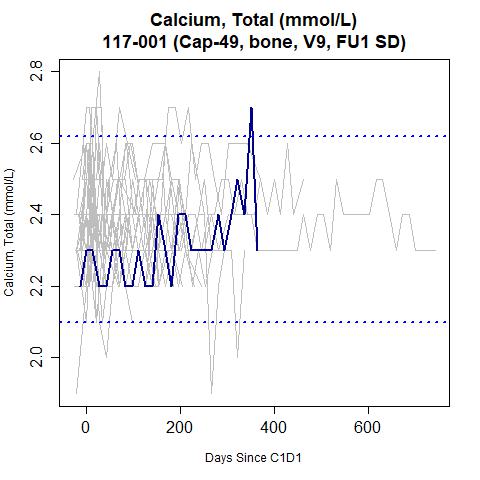 Calcium, Total (mmol/L)
117-001 (Cap-49, bone, V9, FU1 SD)
Calcium, Total (mmol/L)
2.8
2.6
2.4
2.2
2.0
0
200
400
600
Days Since C1D1